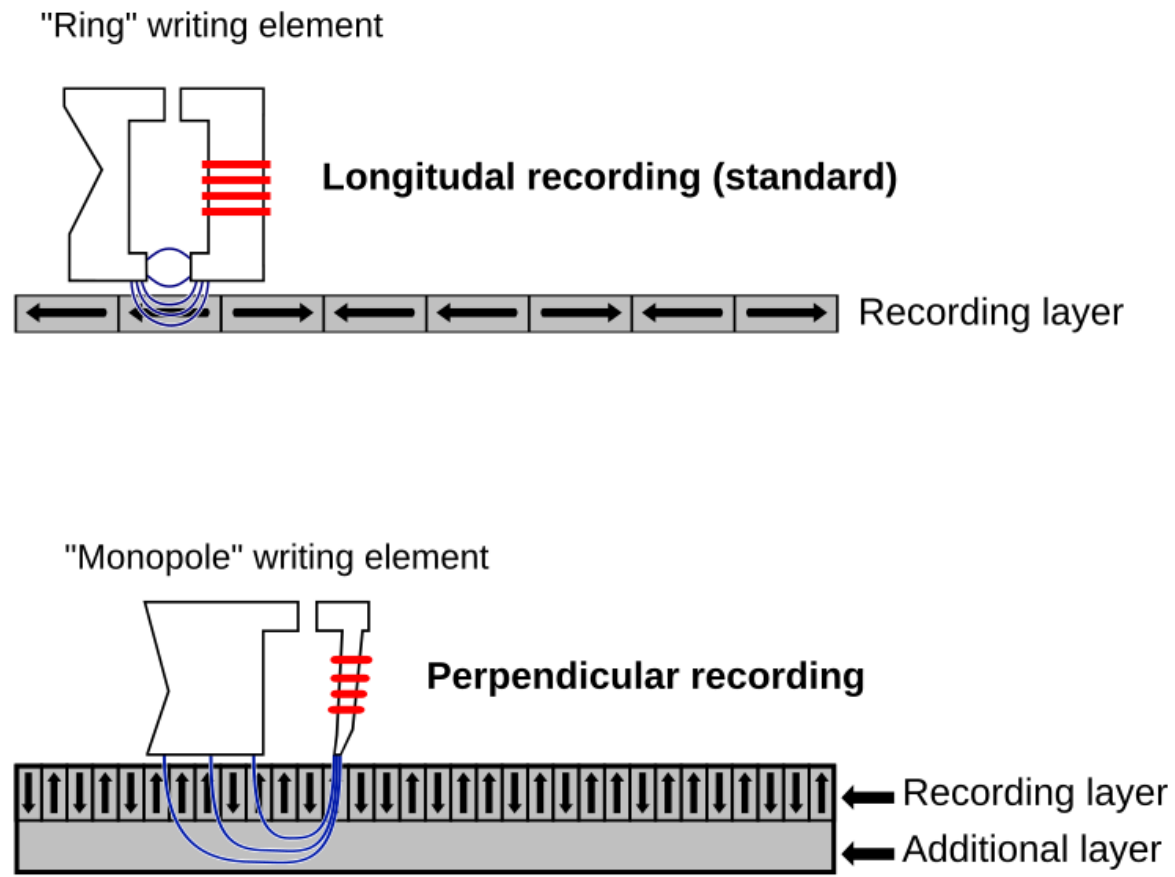 "Ring" writing element
Longitudal recording (standard)
Recording layer
"Monopole" writing element
Perpendicular recording
Recording layer
Additional layer